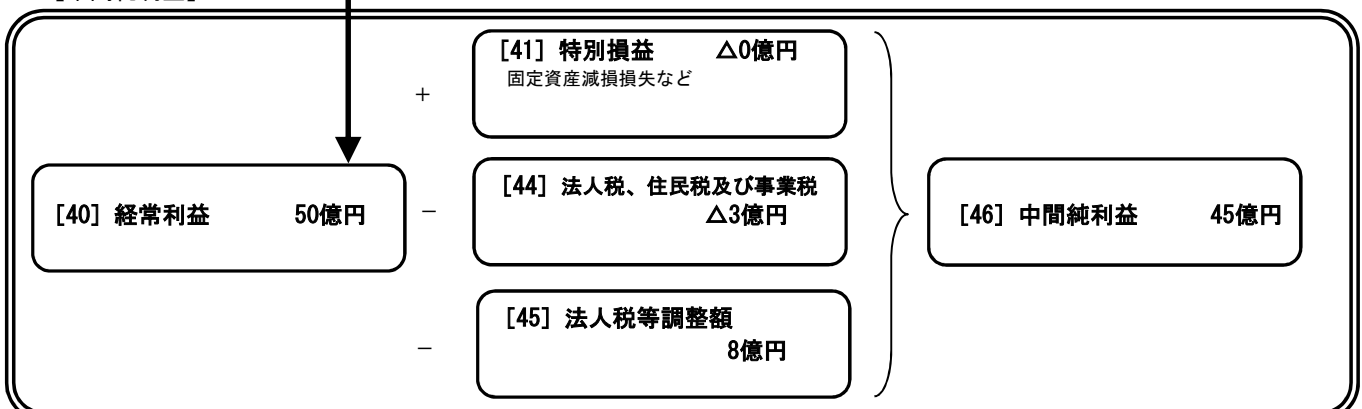 ＋
[41] 特別損益 △0億円
固定資産減損損失など
[40] 経常利益 50億円
－
[44] 法人税、住民税及び事業税
△3億円
[46] 中間純利益 45億円
－
[45] 法人税等調整額
8億円